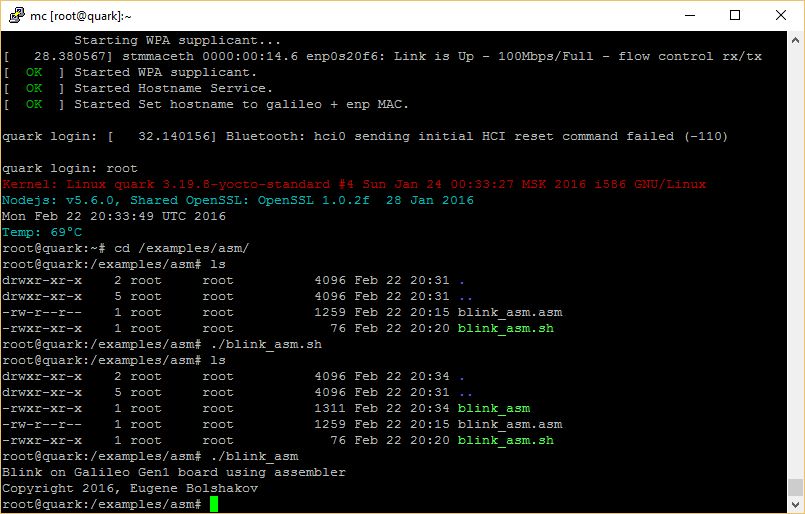 mc [root@quark]:~
Starting WPA supplicant...
[   28.380567] stmmaceth 0000:00:14.6 enp0s20f6: Link is Up - 100Mbps/Full - flow control rx/tx
[  OK  ] Started WPA supplicant.
[  OK  ] Started Hostname Service.
[  OK  ] Started Set hostname to galileo + enp MAC.
quark login: [   32.140156] Bluetooth: hci0 sending initial HCI reset command failed (-110)
quark login: root
Kernel: Linux quark 3.19.8-yocto-standard #4 Sun Jan 24 00:33:27 MSK 2016 i586 GNU/Linux
Nodejs: v5.6.0, Shared OpenSSL: OpenSSL 1.0.2f  28 Jan 2016
Mon Feb 22 20:33:49 UTC 2016
Temp: 69°C
root@quark:~# cd /examples/asm/
root@quark:/examples/asm# ls
drwxr-xr-x    2 root     root          4096 Feb 22 20:31 .
drwxr-xr-x    5 root     root          4096 Feb 22 20:31 ..
-rw-r--r--    1 root     root          1259 Feb 22 20:15 blink_asm.asm
-rwxr-xr-x    1 root     root            76 Feb 22 20:20 blink_asm.sh
root@quark:/examples/asm# ./blink_asm.sh
root@quark:/examples/asm# ls
drwxr-xr-x    2 root     root          4096 Feb 22 20:34 .
drwxr-xr-x    5 root     root          4096 Feb 22 20:31 ..
-rwxr-xr-x    1 root     root          1311 Feb 22 20:34 blink_asm
-rw-r--r--    1 root     root          1259 Feb 22 20:15 blink_asm.asm
-rwxr-xr-x    1 root     root            76 Feb 22 20:20 blink_asm.sh
root@quark:/examples/asm# ./blink_asm
Blink on Galileo Gen1 board using assembler
Copyright 2016, Eugene Bolshakov
root@quark:/examples/asm#